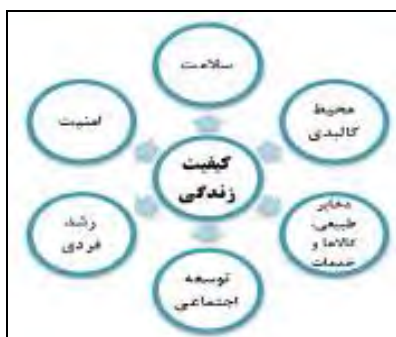 سلامت
محیط
کالبدی
ذخایر
طبیعی،
کالاها و
خدمات
توسعه
اجتماعی
رشد
فردی
امنیت
کیفیت
زندگی